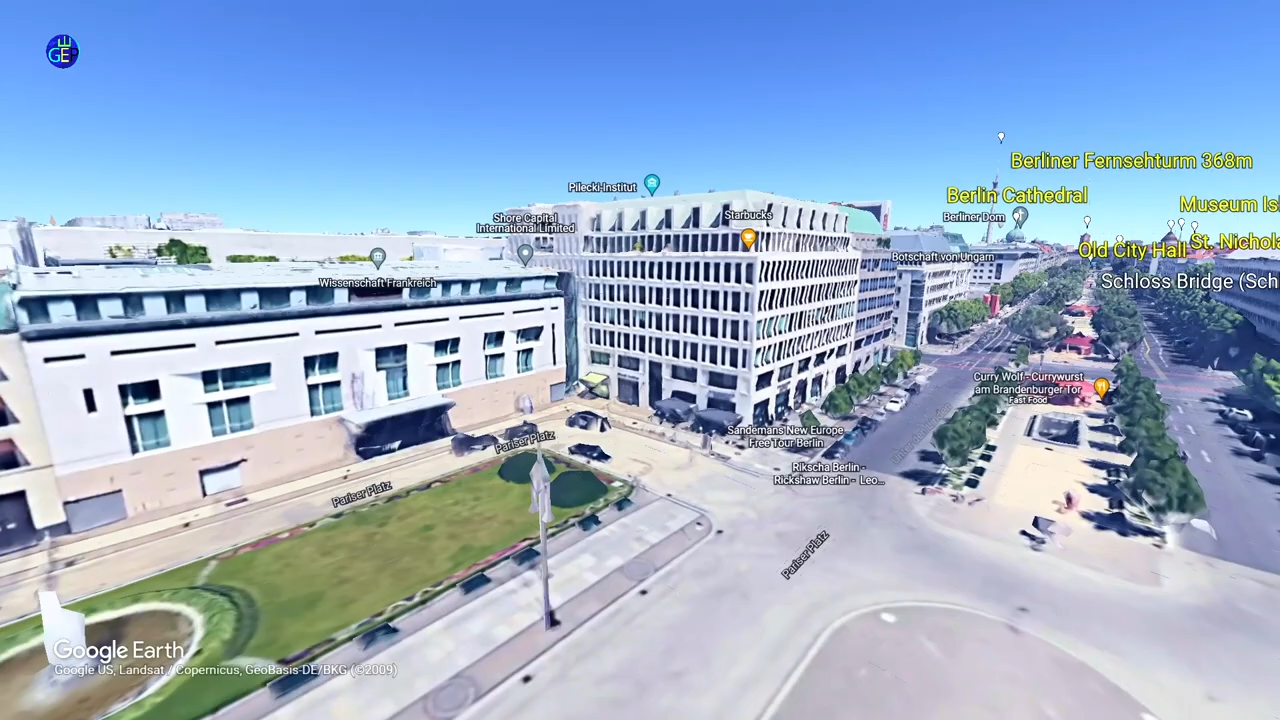 GEP
Berliner Fernsehturm 368m
Pilecki-Institut
Berlin Cathedral
Museum Is
Shore Capital
International Limited
Starbucks
Berliner Dom
Old City Hall
St. Nichola
Botschaft von Ungarn
Wissenschaft Frankreich
Schloss Bridge (Sch
Curry Wolf - Currywurst
am Brandenburger Tor
Fast Food
Sandemans New Europe
Free Tour Berlin
Pariser Platz
Rikscha Berlin -
Rickshaw Berlin - Leo...
Pariser Platz
Pariser Platz
Google Earth
Google US, Landsat / Copernicus, GeoBasis-DE/BKG (©2009)